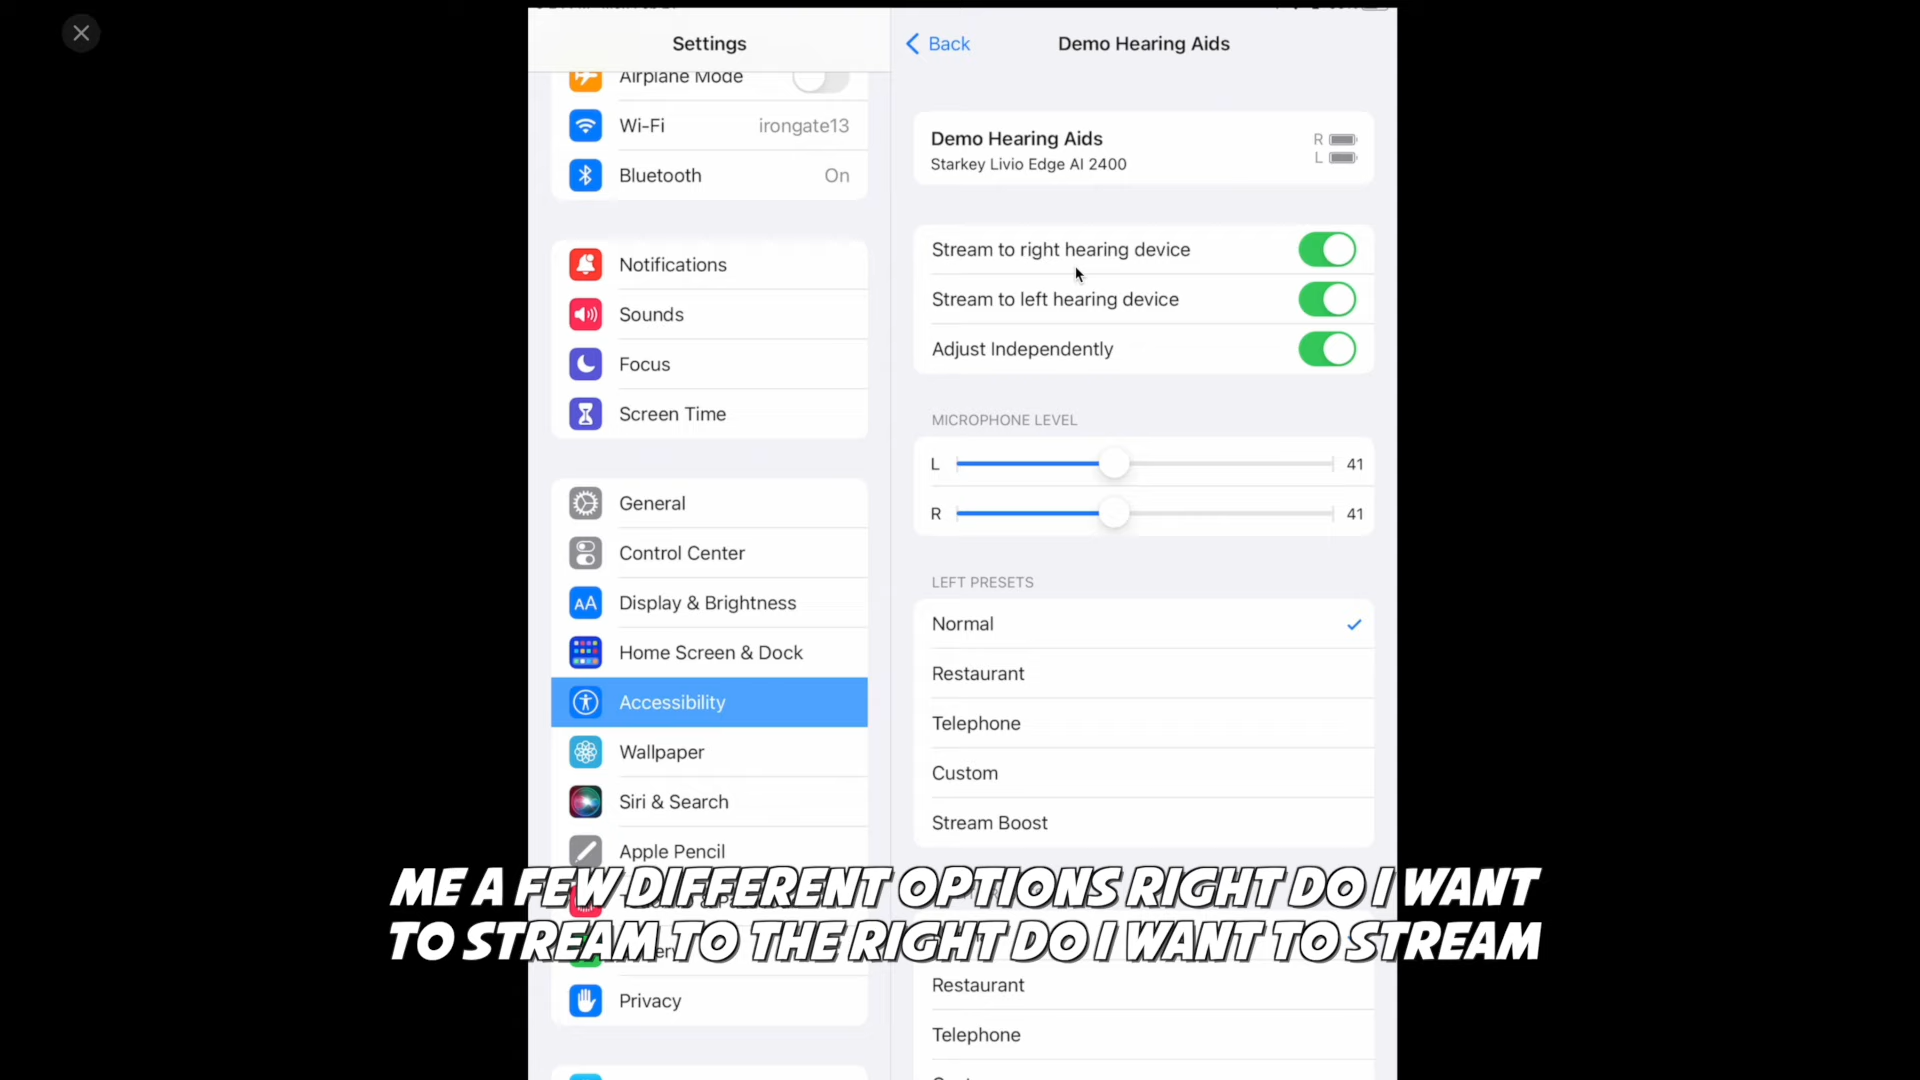 Settings
Back
Demo Hearing Aids
Airplane Mode
Wi-Fi irongate13
Bluetooth On
Notifications
Sounds
Focus
Screen Time
General
Control Center
AA Display & Brightness
Home Screen & Dock
Accessibility
Wallpaper
Siri & Search
Apple Pencil
Privacy
Demo Hearing Aids
Starkey Livio Edge AI 2400
R
L
Stream to right hearing device
Stream to left hearing device
Adjust Independently
MICROPHONE LEVEL
L 41
R 41
LEFT PRESETS
Normal
Restaurant
Telephone
Custom
Stream Boost
Restaurant
Telephone
ME A FEW DIFFERENT OPTIONS RIGHT DO I WANT
TO STREAM TO THE RIGHT DO I WANT TO STREAM